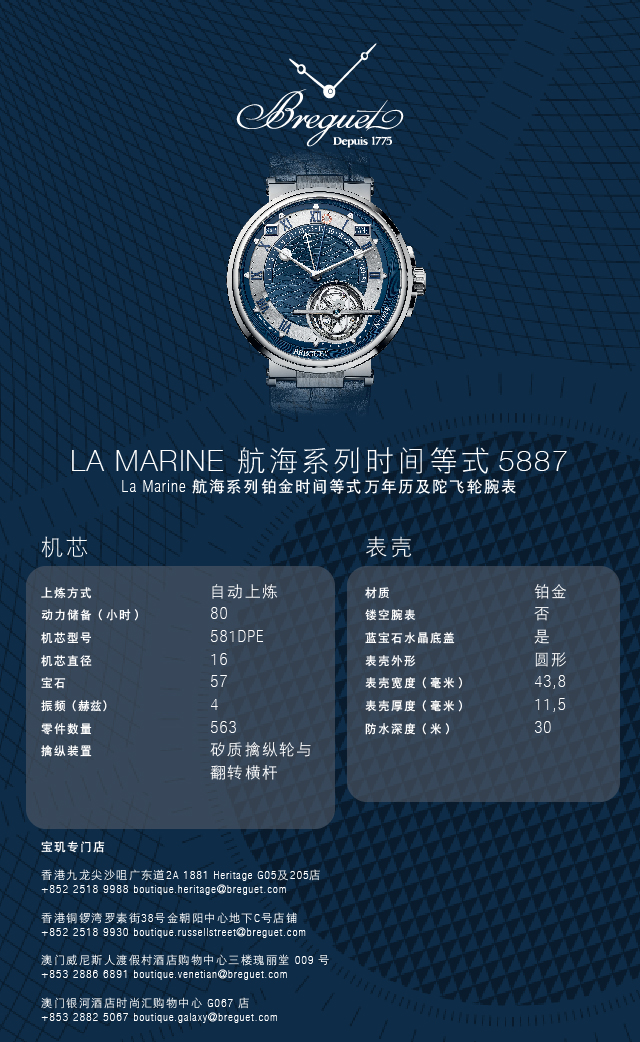 Breguet
Depuis 1775
LA MARINE 航海系列时间等式 5887
La Marine 航海系列铂金时间等式万年历及陀飞轮腕表
机芯
上炼方式 自动上炼
动力储备（小时） 80
机芯型号 581DPE
机芯直径 16
宝石 57
振频（赫兹） 4
零件数量 563
擒纵装置 矽质擒纵轮与
翻转横杆
表壳
材质 铂金
镂空腕表 否
蓝宝石水晶底盖 是
表壳外形 圆形
表壳宽度（毫米） 43,8
表壳厚度（毫米） 11,5
防水深度（米） 30
宝玑专门店
香港九龙尖沙咀广东道2A 1881 Heritage G05及205店
+852 2518 9988 boutique.heritage@breguet.com
香港铜锣湾罗素街38号金朝阳中心地下C号店铺
+852 2518 9930 boutique.russellstreet@breguet.com
澳门威尼斯人渡假村酒店购物中心三楼瑰丽堂 009 号
+853 2886 6891 boutique.venetian@breguet.com
澳门银河酒店时尚汇购物中心 G067 店
+853 2882 5067 boutique.galaxy@breguet.com